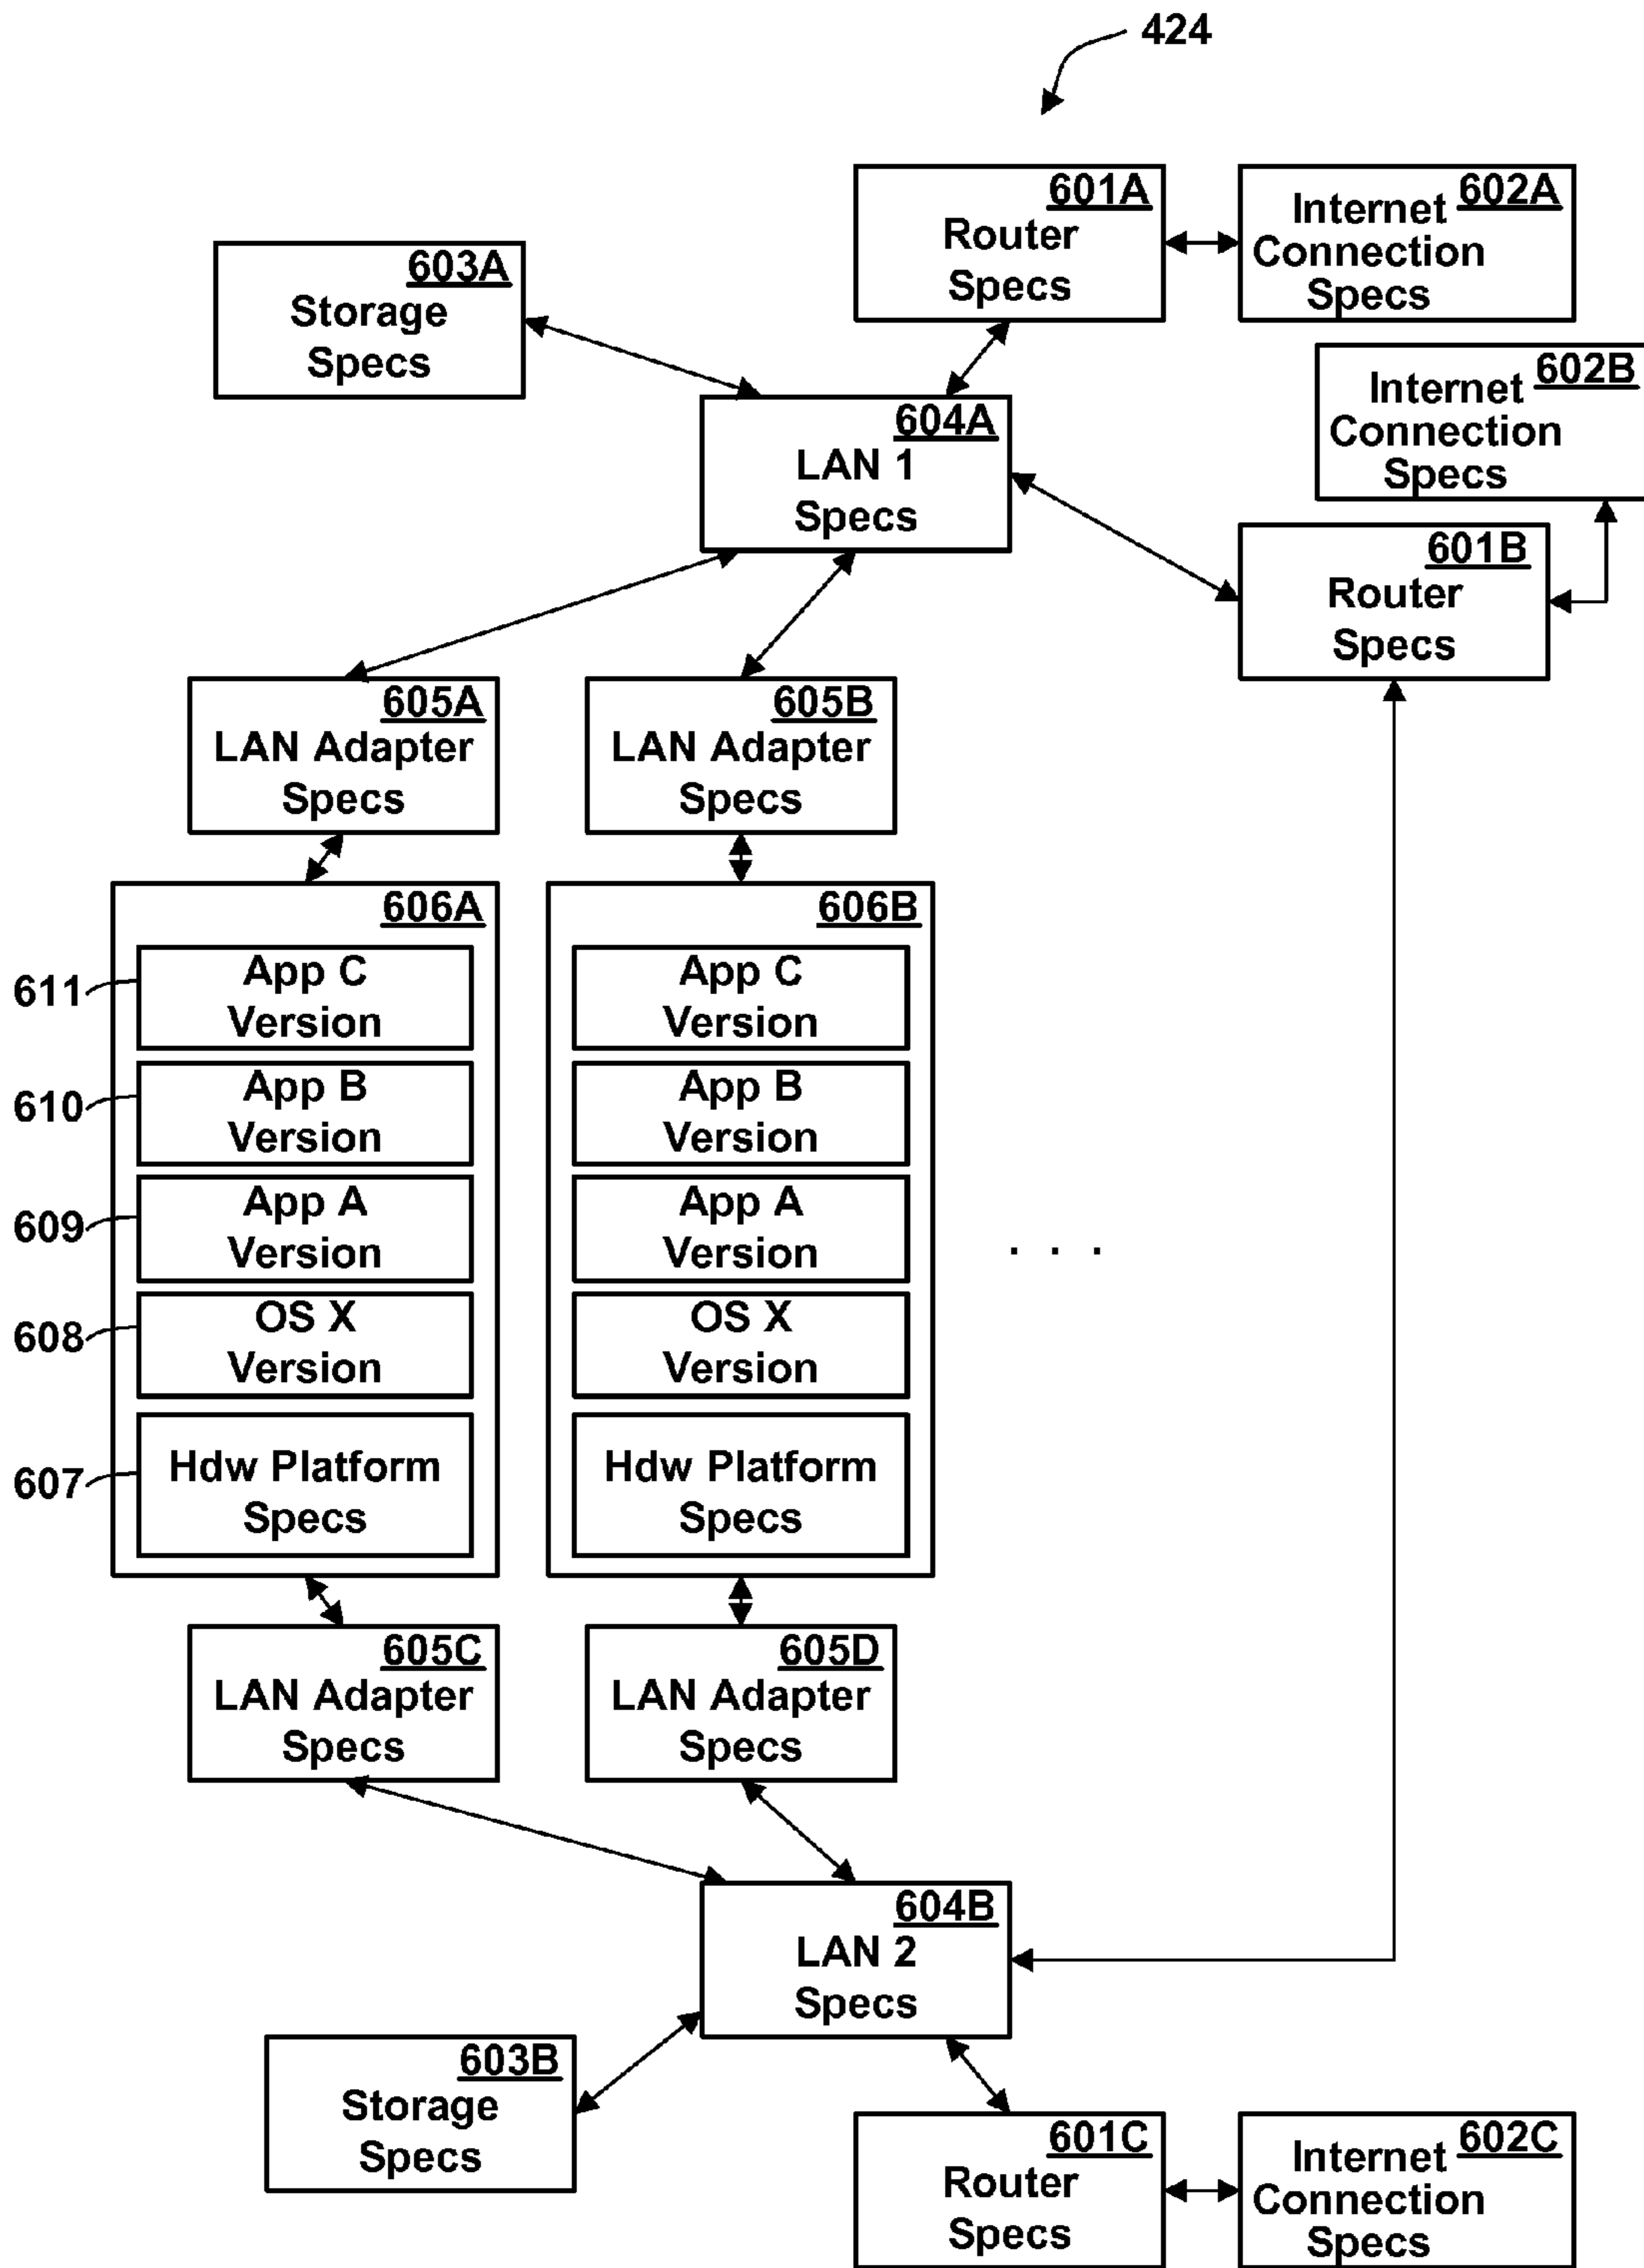 424
601A
Router
Specs
602A
Internet
Connection
Specs
603A
Storage
Specs
602B
Internet
Connection
Specs
604A
LAN 1
Specs
601B
Router
Specs
605A
LAN Adapter
Specs
605B
LAN Adapter
Specs
606A
611
App C
Version
610
App B
Version
609
App A
Version
608
OS X
Version
607
Hdw Platform
Specs
606B
App C
Version
App B
Version
App A
Version
OS X
Version
Hdw Platform
Specs
. . .
605C
LAN Adapter
Specs
605D
LAN Adapter
Specs
604B
LAN 2
Specs
603B
Storage
Specs
601C
Router
Specs
602C
Internet
Connection
Specs